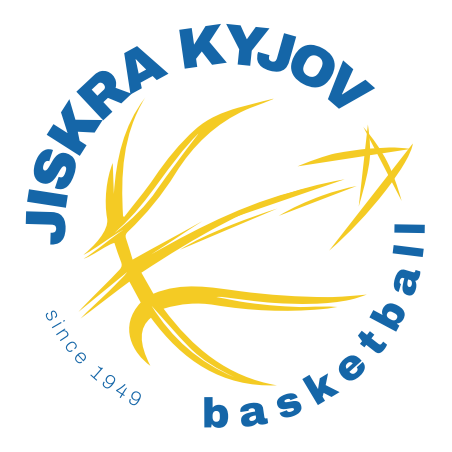 JISKRA KYJOV
basketball
since 1949